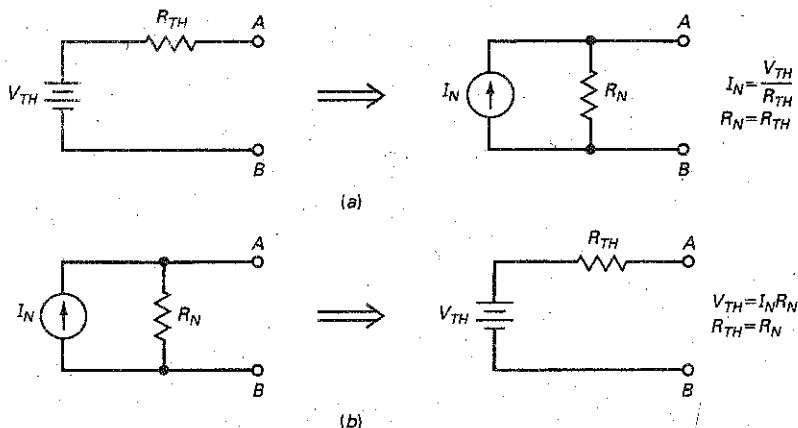 R_TH
A
V_TH
B
A
I_N
R_N
B
I_N = V_TH / R_TH
R_N = R_TH
(a)
A
I_N
R_N
B
R_TH
A
V_TH
B
V_TH = I_N R_N
R_TH = R_N
(b)